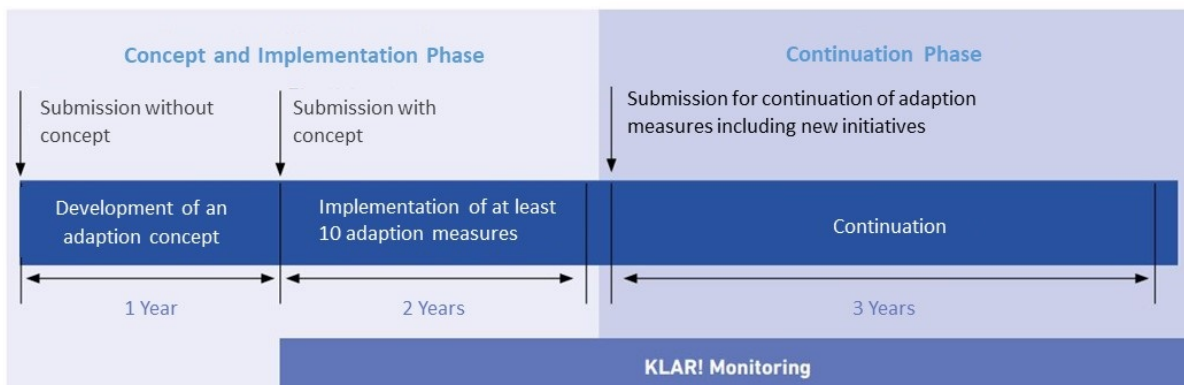 Concept and Implementation Phase
Continuation Phase
Submission without
concept
Submission with
concept
Submission for continuation of adaption
measures including new initiatives
Development of an
adaption concept
Implementation of at least
10 adaption measures
Continuation
1 Year
2 Years
3 Years
KLAR! Monitoring